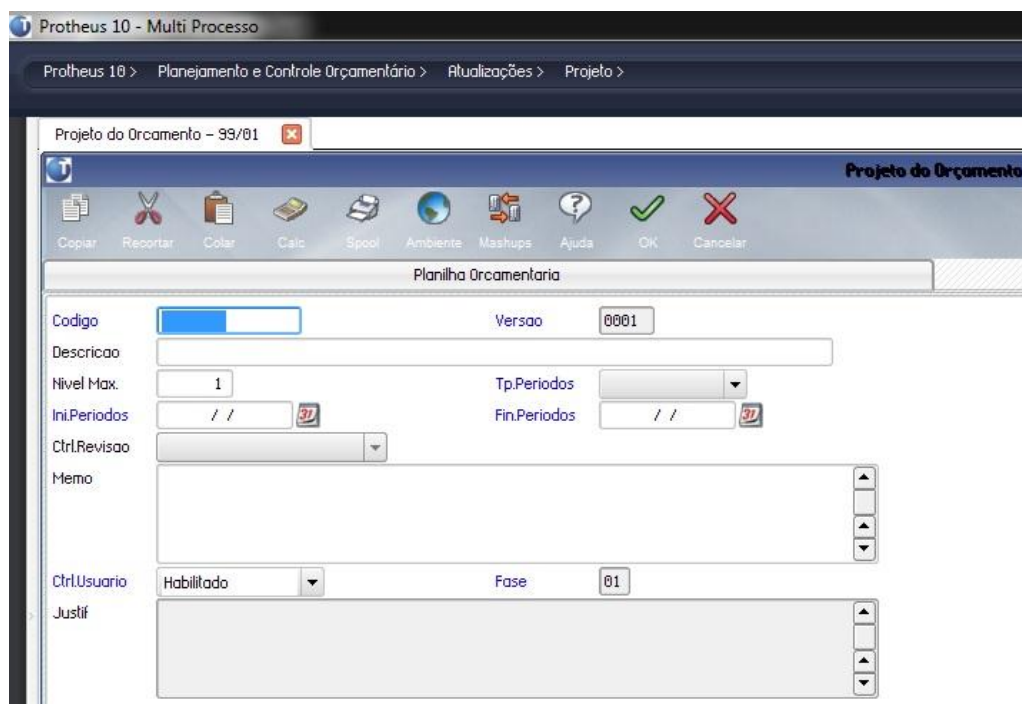 Protheus 10 - Multi Processo
Protheus 10 > Planejamento e Controle Orçamentário > Atualizações > Projeto >
Projeto do Orcamento - 99/01
Projeto do Orçamento
Copiar Recortar Colar Calc Spool Ambiente Mashups Ajuda OK Cancelar
Planilha Orcamentaria
Codigo Versao 0001
Descricao
Nivel Max. 1 Tp.Periodos
Ini.Periodos / / 31 Fin.Periodos / / 31
Ctrl.Revisao
Memo
Ctrl.Usuario Habilitado Fase 01
Justif